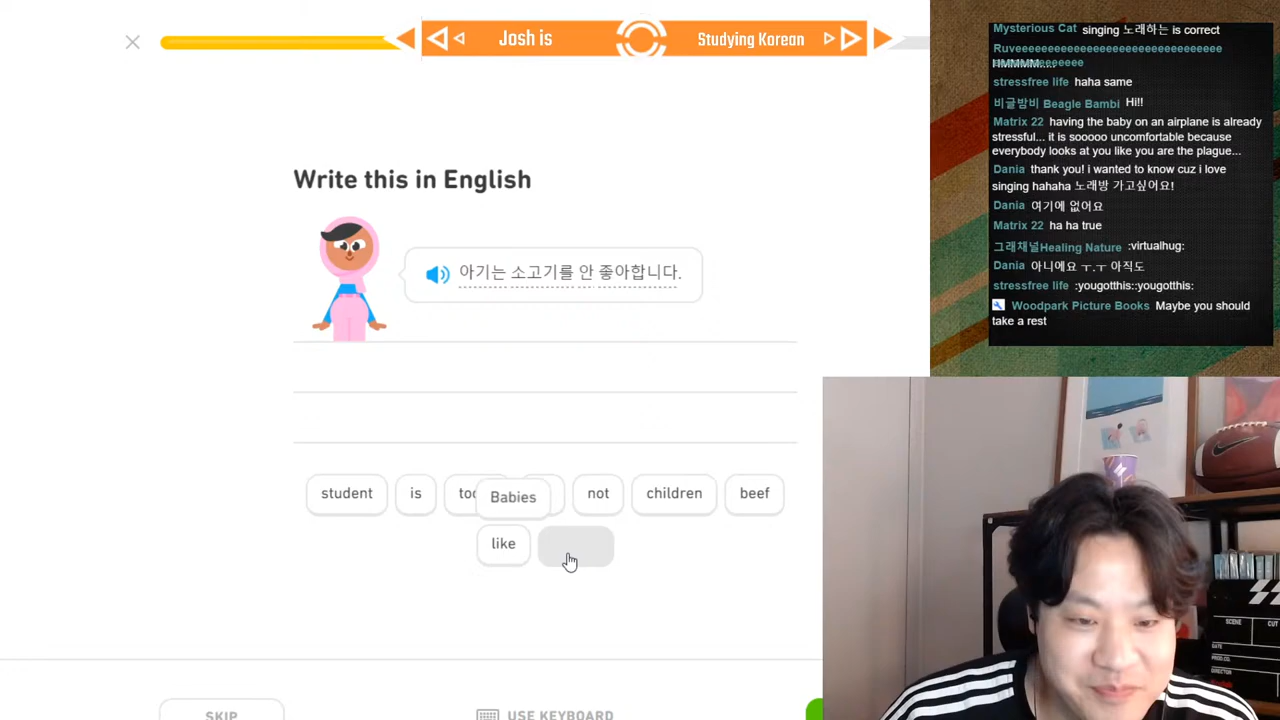 Josh is
Studying Korean
Write this in English
아기는 소고기를 안 좋아합니다.
student
is
Babies
not
children
beef
like
SKIP
USE KEYBOARD
Mysterious Cat singing 노래하는 is correct
stressfree life haha same
비글밤비 Beagle Bambi Hi!!
Matrix 22 having the baby on an airplane is already
stressful... it is sooooo uncomfortable because
everybody looks at you like you are the plague...
Dania thank you! i wanted to know cuz i love
singing hahaha 노래방 가고싶어요!
Dania 여기에 없어요
Matrix 22 ha ha true
그래채널Healing Nature :virtualhug:
Dania 아니에요 ㅜ.ㅜ 아직도
stressfree life :yougotthis::yougotthis:
Woodpark Picture Books Maybe you should
take a rest